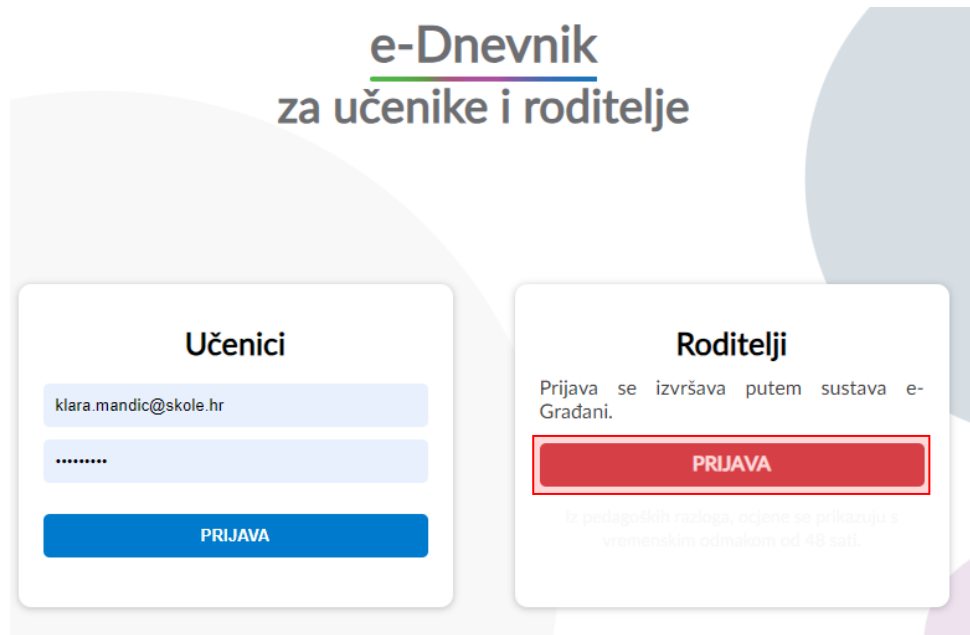 e-Dnevnik
za učenike i roditelje
Učenici
klara.mandic@skole.hr
•••••••••
PRIJAVA
Roditelji
Prijava se izvršava putem sustava e-
Građani.
PRIJAVA
Iz pedagoških razloga, ocjene se prikazuju s
vremenskim odmakom od 48 sati.